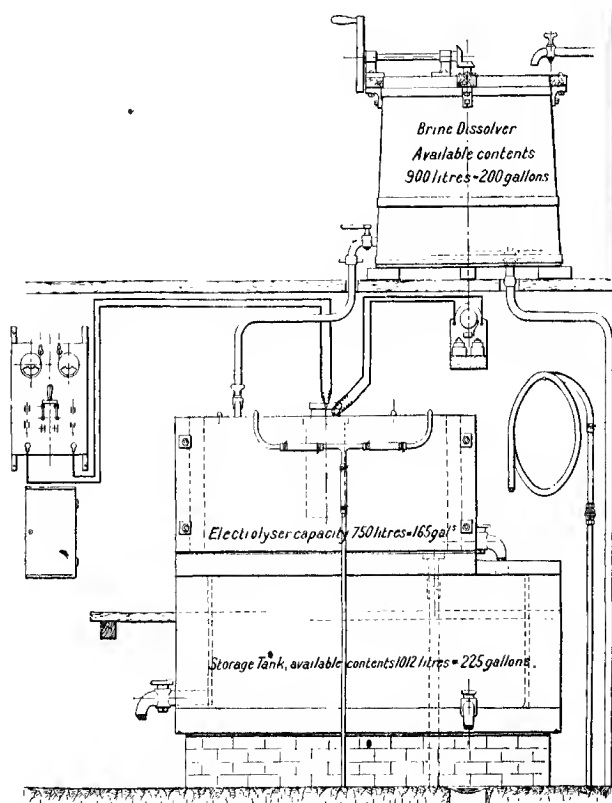 Brine Dissolver
Available contents
900 litres=200 gallons
Electrolyser capacity 750 litres=165 gals
Storage Tank, available contents 1012 litres = 225 gallons.